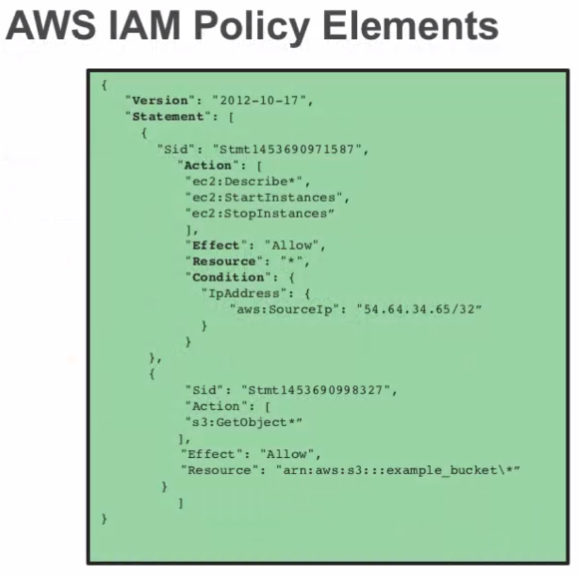 AWS IAM Policy Elements
{
"Version": "2012-10-17",
"Statement": [
{
"Sid": "Stmt1453690971587",
"Action": [
"ec2:Describe*",
"ec2:StartInstances",
"ec2:StopInstances”
],
"Effect": "Allow",
"Resource": "*",
"Condition": {
"IpAddress": {
"aws:SourceIp": "54.64.34.65/32”
}
}
},
{
"Sid": "Stmt1453690998327",
"Action": [
"s3:GetObject*”
],
"Effect": "Allow",
"Resource": "arn:aws:s3:::example_bucket\*”
}
]
}